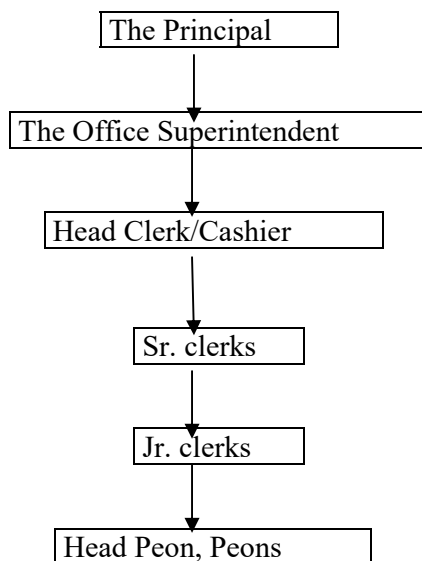 The Principal
The Office Superintendent
Head Clerk/Cashier
Sr. clerks
Jr. clerks
Head Peon, Peons